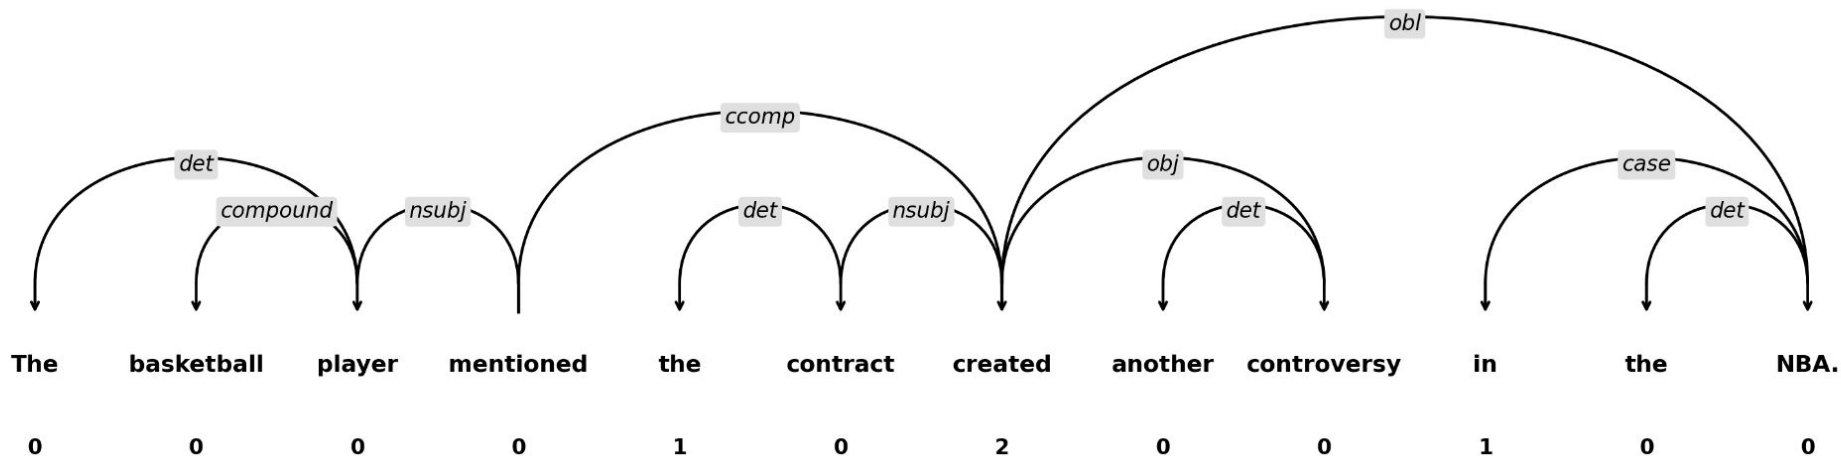 obl
ccomp
det obj case
compound nsubj det nsubj det det
The basketball player mentioned the contract created another controversy in the NBA.
0 0 0 0 1 0 2 0 0 1 0 0